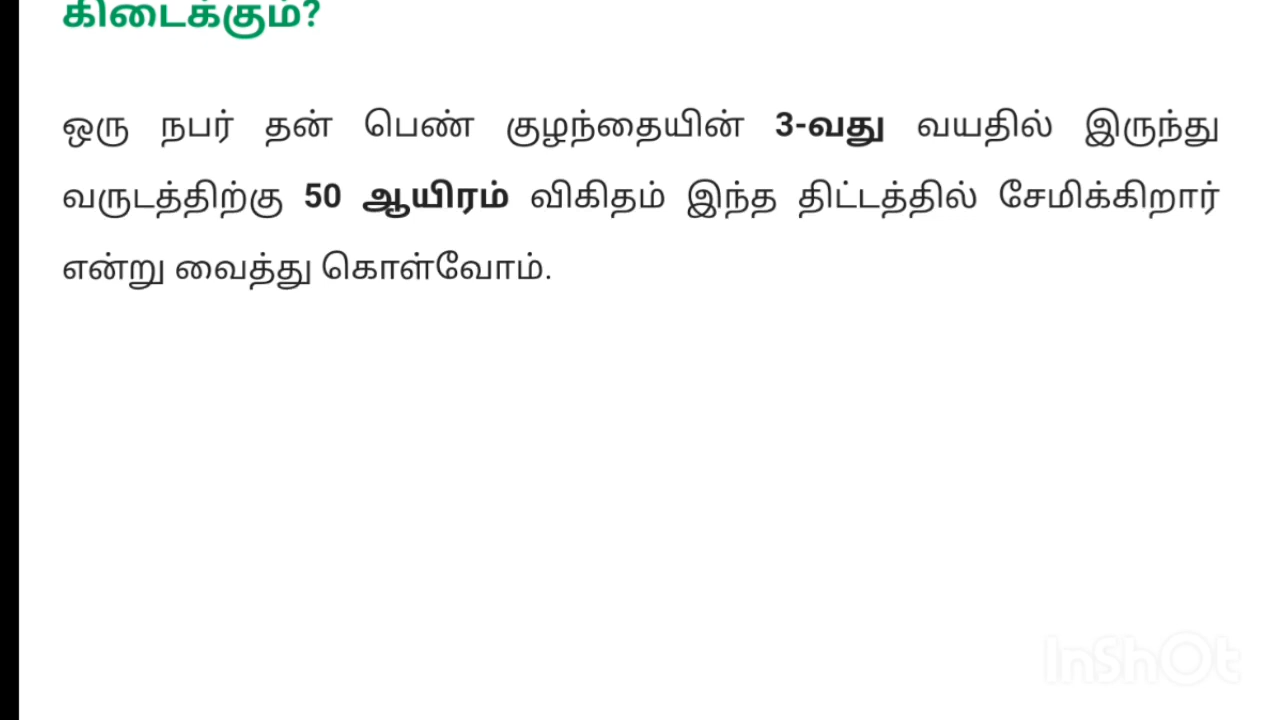 கிடைக்கும்?
ஒரு நபர் தன் பெண் குழந்தையின் 3-வது வயதில் இருந்து
வருடத்திற்கு 50 ஆயிரம் விகிதம் இந்த திட்டத்தில் சேமிக்கிறார்
என்று வைத்து கொள்வோம்.
InShOt